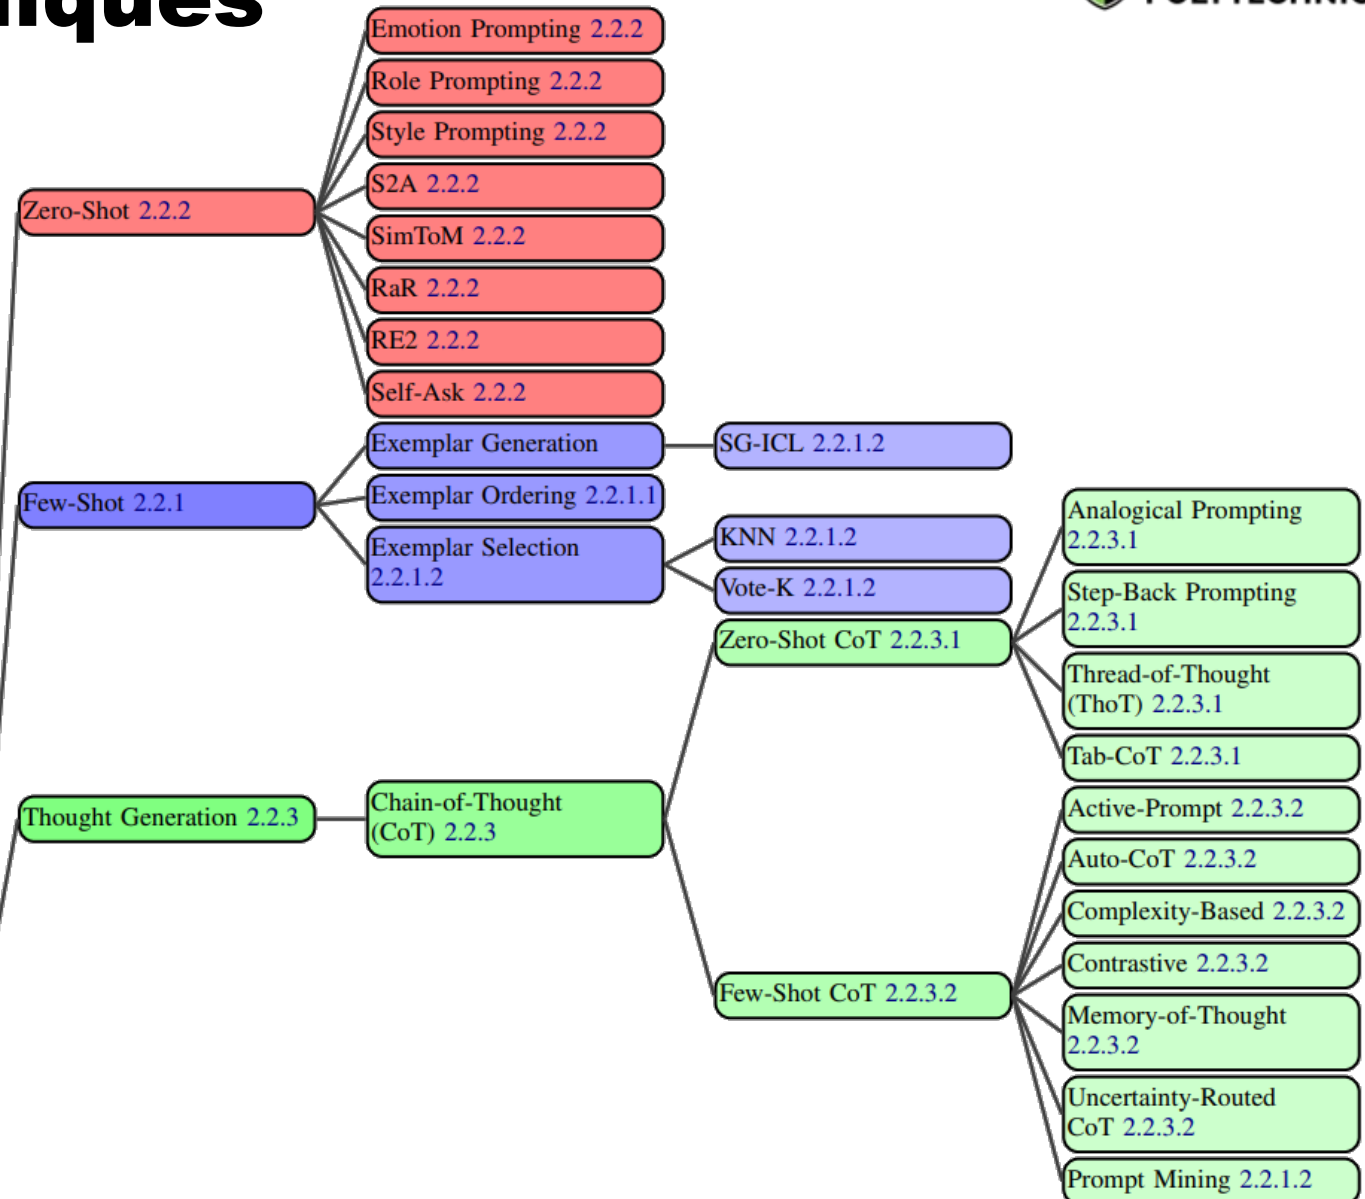 Emotion Prompting 2.2.2
Role Prompting 2.2.2
Style Prompting 2.2.2
S2A 2.2.2
Zero-Shot 2.2.2
SimToM 2.2.2
RaR 2.2.2
RE2 2.2.2
Self-Ask 2.2.2
Exemplar Generation
SG-ICL 2.2.1.2
Few-Shot 2.2.1
Exemplar Ordering 2.2.1.1
Exemplar Selection
2.2.1.2
KNN 2.2.1.2
Vote-K 2.2.1.2
Analogical Prompting
2.2.3.1
Step-Back Prompting
2.2.3.1
Zero-Shot CoT 2.2.3.1
Thread-of-Thought
(ThoT) 2.2.3.1
Tab-CoT 2.2.3.1
Thought Generation 2.2.3
Chain-of-Thought
(CoT) 2.2.3
Active-Prompt 2.2.3.2
Auto-CoT 2.2.3.2
Complexity-Based 2.2.3.2
Contrastive 2.2.3.2
Few-Shot CoT 2.2.3.2
Memory-of-Thought
2.2.3.2
Uncertainty-Routed
CoT 2.2.3.2
Prompt Mining 2.2.1.2